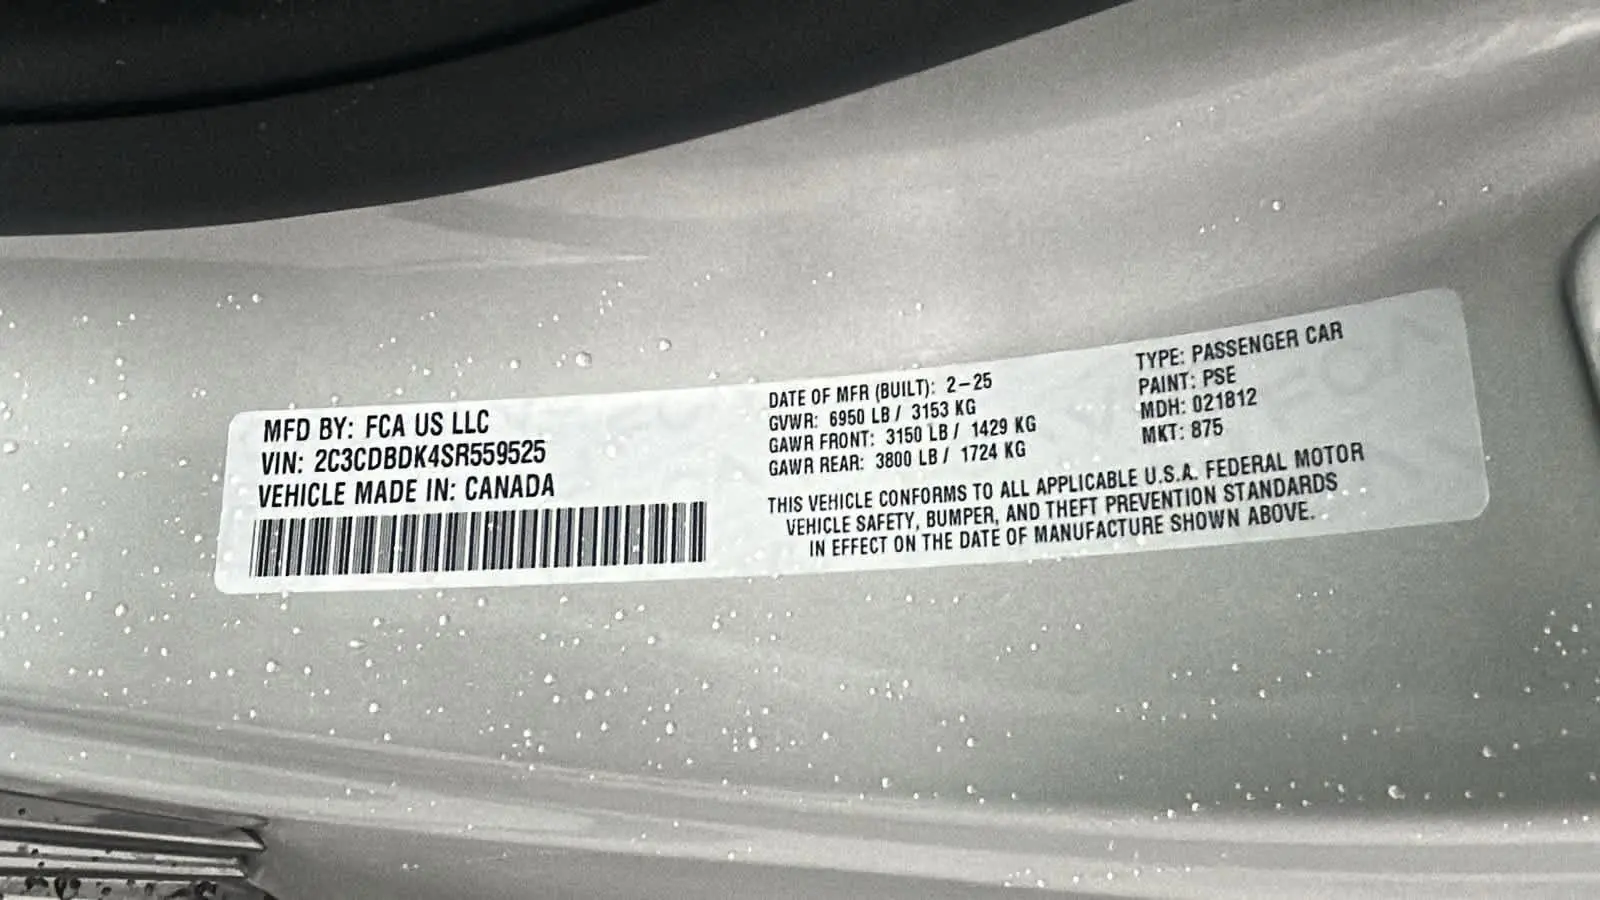 MFD BY: FCA US LLC
VIN: 2C3CDBDK4SR559525
VEHICLE MADE IN: CANADA
DATE OF MFR (BUILT): 2-25
GVWR: 6950 LB / 3153 KG
GAWR FRONT: 3150 LB / 1429 KG
GAWR REAR: 3800 LB / 1724 KG
TYPE: PASSENGER CAR
PAINT: PSE
MDH: 021812
MKT: 875
THIS VEHICLE CONFORMS TO ALL APPLICABLE U.S.A. FEDERAL MOTOR
VEHICLE SAFETY, BUMPER, AND THEFT PREVENTION STANDARDS
IN EFFECT ON THE DATE OF MANUFACTURE SHOWN ABOVE.